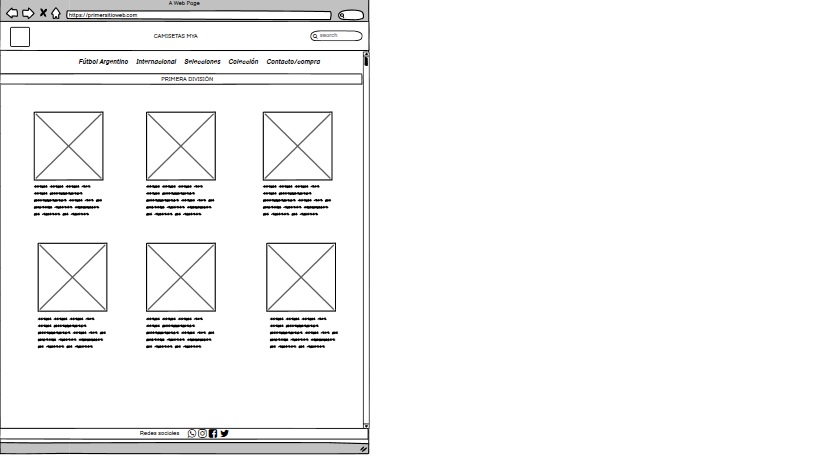 A Web Page
https://primersitioweb.com
CAMISETAS MYA
search
Fútbol Argentino Internacional Selecciones Colección Contacto/compra
PRIMERA DIVISIÓN
Redes sociales